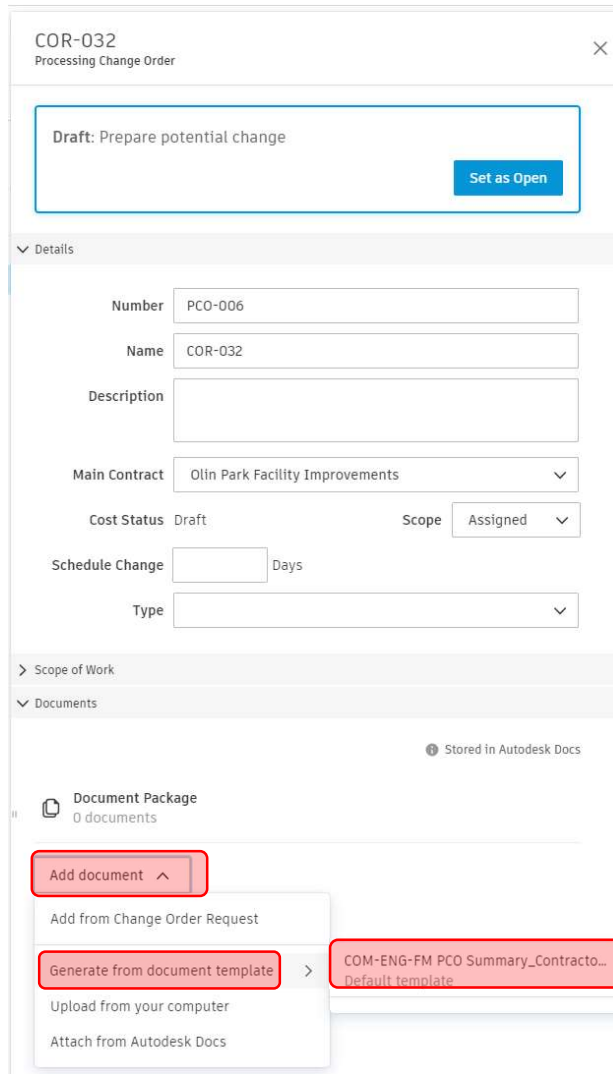 COR-032
Processing Change Order
Draft: Prepare potential change
Set as Open
Details
Number PCO-006
Name COR-032
Description
Main Contract Olin Park Facility Improvements
Cost Status Draft Scope Assigned
Schedule Change Days
Type
Scope of Work
Documents
Stored in Autodesk Docs
Document Package
0 documents
Add document
Add from Change Order Request
Generate from document template
COM-ENG-FM PCO Summary_Contracto...
Default template
Upload from your computer
Attach from Autodesk Docs